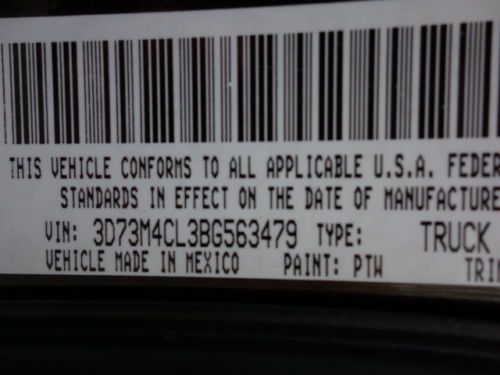 THIS VEHICLE CONFORMS TO ALL APPLICABLE U.S.A. FEDER
STANDARDS IN EFFECT ON THE DATE OF MANUFACTURE
VIN: 3D73M4CL3BG563479 TYPE: TRUCK
VEHICLE MADE IN MEXICO PAINT: PTW TRI